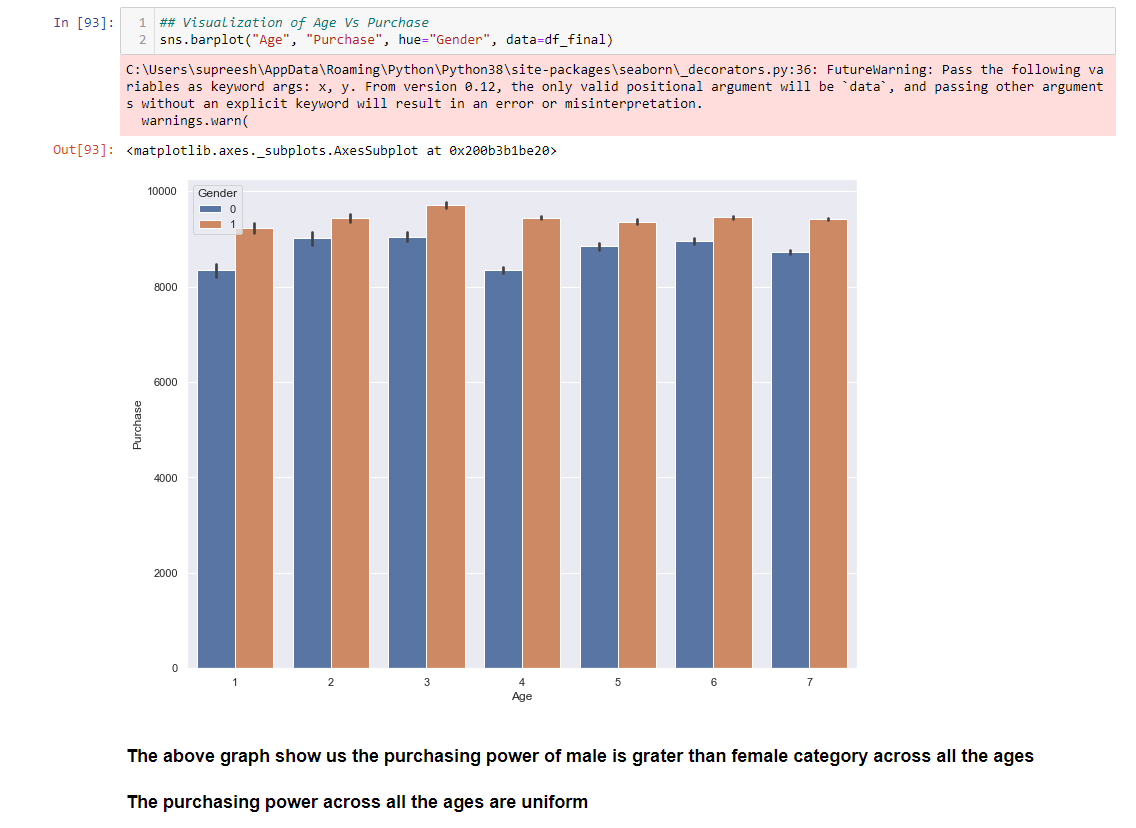 In [93]:
1 ## Visualization of Age Vs Purchase
2 sns.barplot("Age", "Purchase", hue="Gender", data=df_final)
C:\Users\supreesh\AppData\Roaming\Python\Python38\site-packages\seaborn\_decorators.py:36: FutureWarning: Pass the following va
riables as keyword args: x, y. From version 0.12, the only valid positional argument will be `data`, and passing other argument
s without an explicit keyword will result in an error or misinterpretation.
warnings.warn(
Out[93]: <matplotlib.axes._subplots.AxesSubplot at 0x200b3b1be20>
Gender
0
1
10000
8000
6000
4000
2000
0
Purchase
1 2 3 4 5 6 7
Age
The above graph show us the purchasing power of male is grater than female category across all the ages
The purchasing power across all the ages are uniform